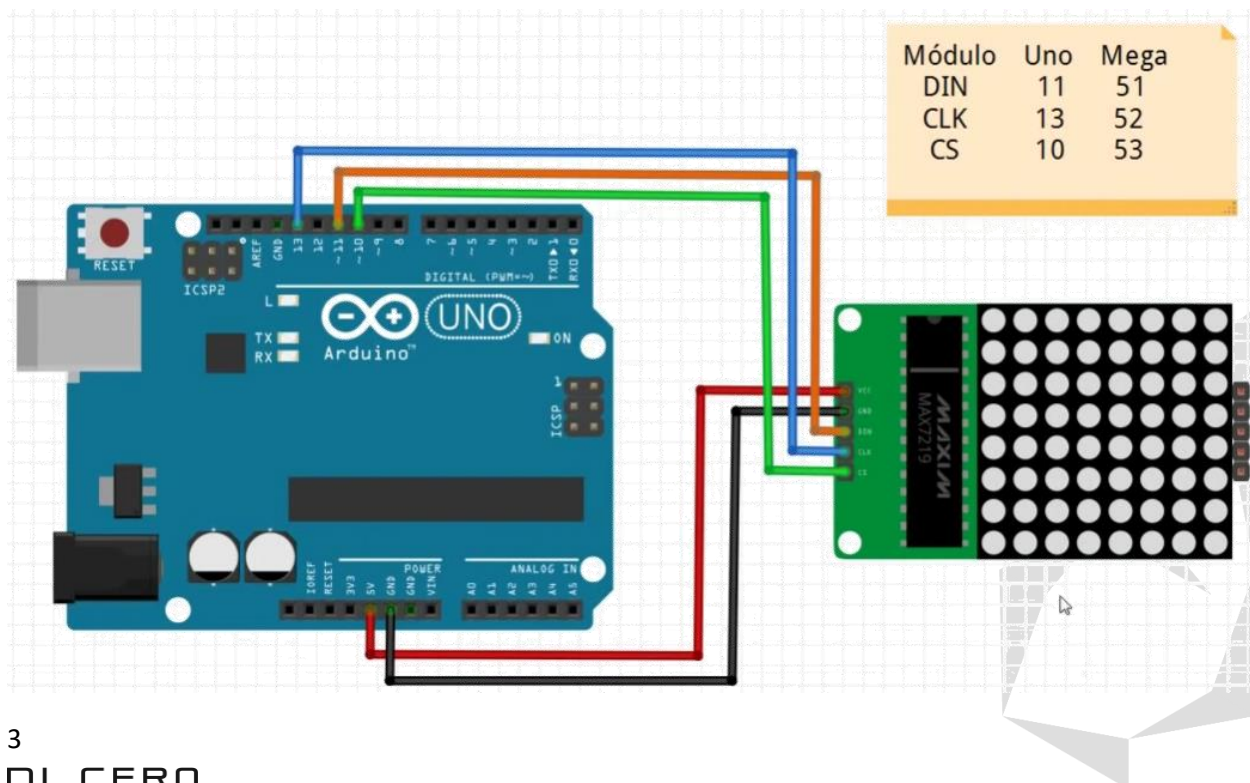 Módulo Uno Mega
DIN 11 51
CLK 13 52
CS 10 53
RESET
ICSP2
AREF
GND
13
12
~11
~10
~9
8
7
~6
~5
4
~3
2
TXD▶1
RXD◀0
DIGITAL (PWM=~)
L
TX
RX
UNO
Arduino™
ON
1
ICSP
VCC
GND
DIN
CLK
CS
MAXIM
MAX7219
POWER
ANALOG IN
IOREF
RESET
3V3
5V
GND
GND
VIN
A0
A1
A2
A3
A4
A5
3